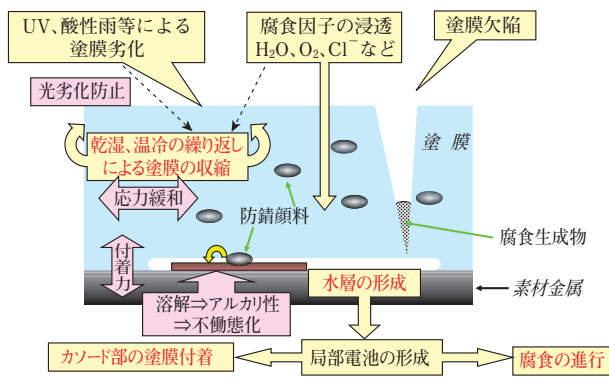 UV、酸性雨等による
塗膜劣化
腐食因子の浸透
H₂O、O₂、Cl⁻など
塗膜欠陥
光劣化防止
乾湿、温冷の繰り返し
による塗膜の収縮
塗 膜
応力緩和
防錆顔料
腐食生成物
付着力
水層の形成
素材金属
溶解⇒アルカリ性
⇒不働態化
カソード部の塗膜付着
局部電池の形成
腐食の進行